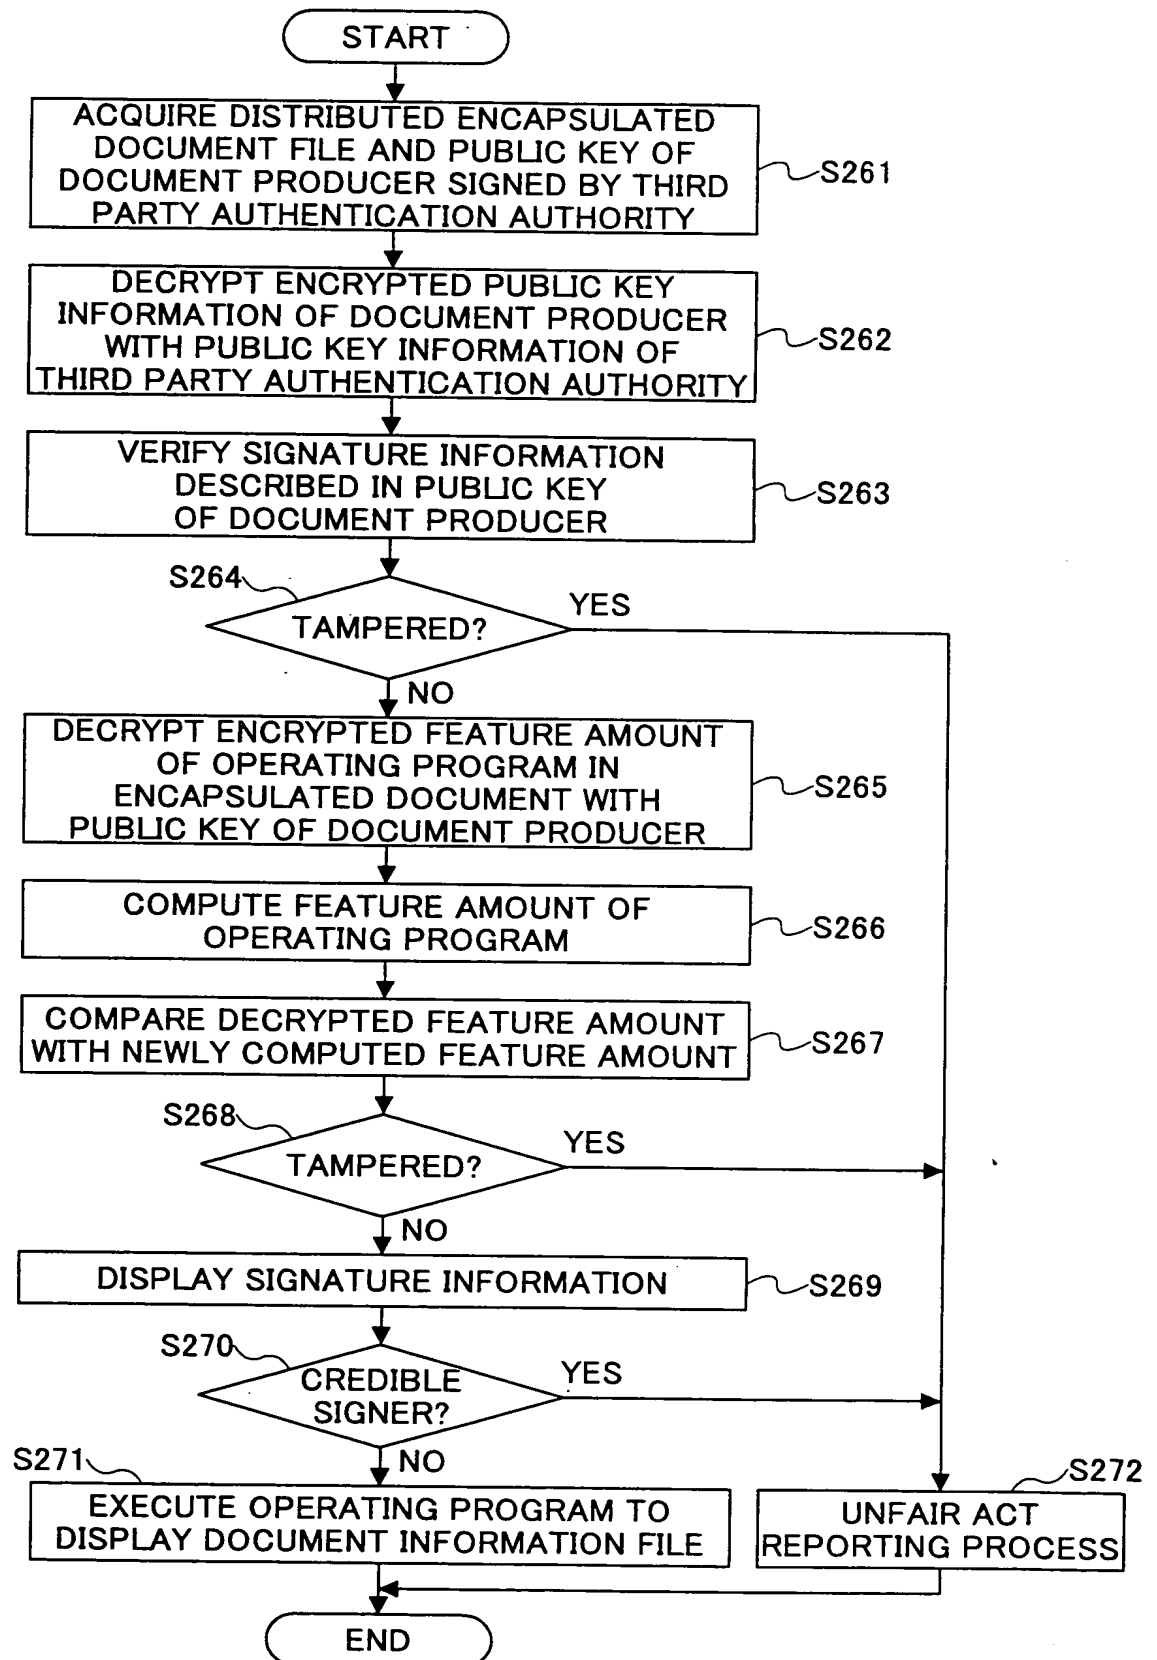 START
ACQUIRE DISTRIBUTED ENCAPSULATED
DOCUMENT FILE AND PUBLIC KEY OF
DOCUMENT PRODUCER SIGNED BY THIRD
PARTY AUTHENTICATION AUTHORITY
S261
DECRYPT ENCRYPTED PUBLIC KEY
INFORMATION OF DOCUMENT PRODUCER
WITH PUBLIC KEY INFORMATION OF
THIRD PARTY AUTHENTICATION AUTHORITY
S262
VERIFY SIGNATURE INFORMATION
DESCRIBED IN PUBLIC KEY
OF DOCUMENT PRODUCER
S263
S264
TAMPERED?
YES
NO
DECRYPT ENCRYPTED FEATURE AMOUNT
OF OPERATING PROGRAM IN
ENCAPSULATED DOCUMENT WITH
PUBLIC KEY OF DOCUMENT PRODUCER
S265
COMPUTE FEATURE AMOUNT OF
OPERATING PROGRAM
S266
COMPARE DECRYPTED FEATURE AMOUNT
WITH NEWLY COMPUTED FEATURE AMOUNT
S267
S268
TAMPERED?
YES
NO
DISPLAY SIGNATURE INFORMATION
S269
S270
CREDIBLE
SIGNER?
YES
NO
S271
EXECUTE OPERATING PROGRAM TO
DISPLAY DOCUMENT INFORMATION FILE
S272
UNFAIR ACT
REPORTING PROCESS
END